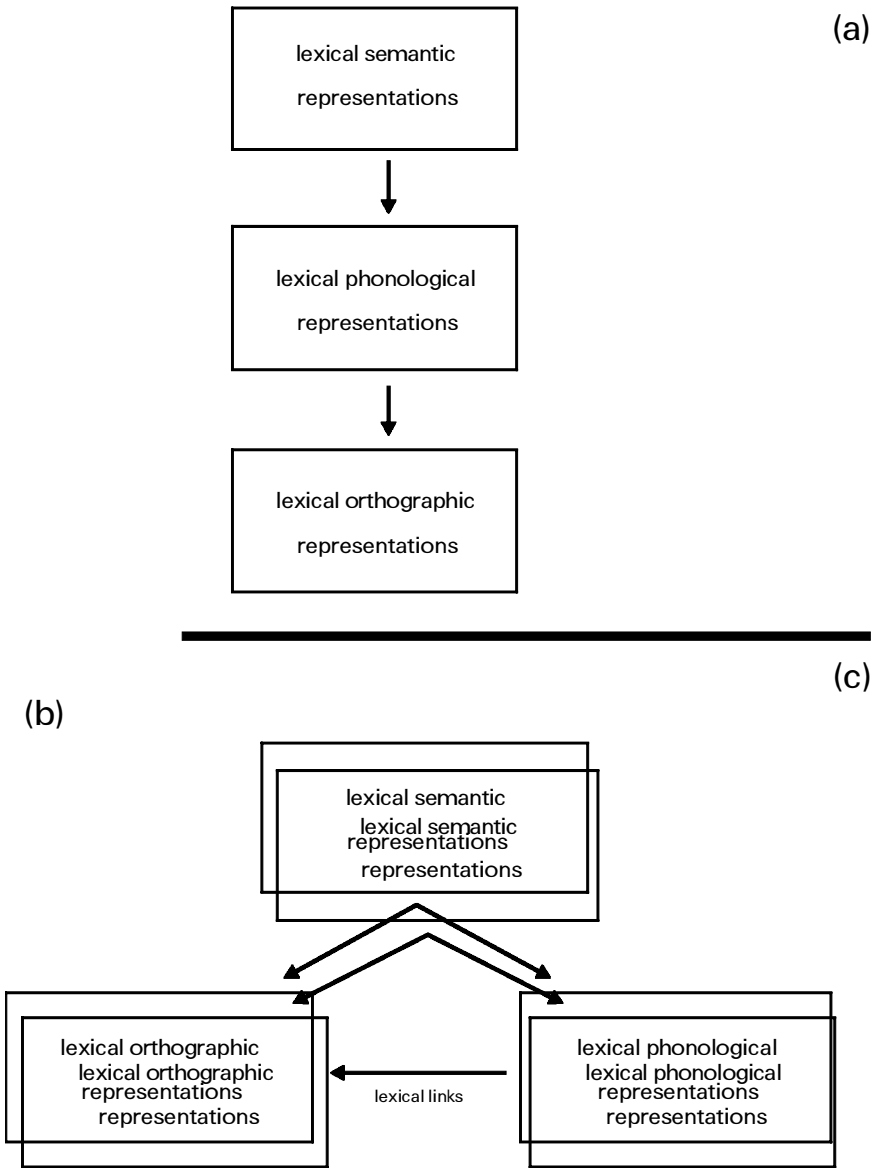 (a)
lexical semantic
representations
lexical phonological
representations
lexical orthographic
representations
(c)
(b)
lexical semantic
lexical semantic
representations
representations
lexical orthographic
lexical orthographic
representations
representations
lexical links
lexical phonological
lexical phonological
representations
representations